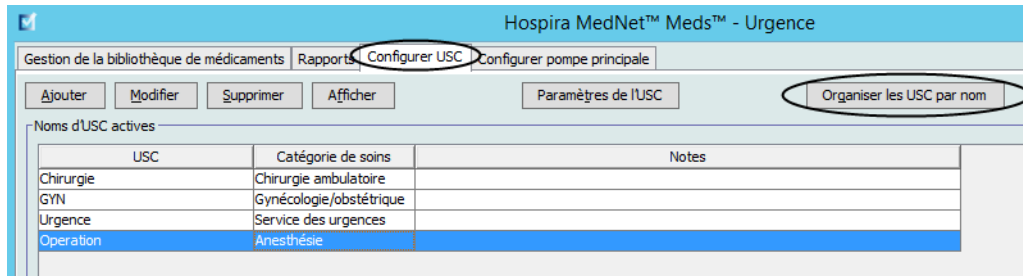 Hospira MedNet™ Meds™ - Urgence
Gestion de la bibliothèque de médicaments Rapports Configurer USC Configurer pompe principale
Ajouter Modifier Supprimer Afficher Paramètres de l'USC Organiser les USC par nom
Noms d'USC actives
USC Catégorie de soins Notes
Chirurgie Chirurgie ambulatoire
GYN Gynécologie/obstétrique
Urgence Service des urgences
Operation Anesthésie